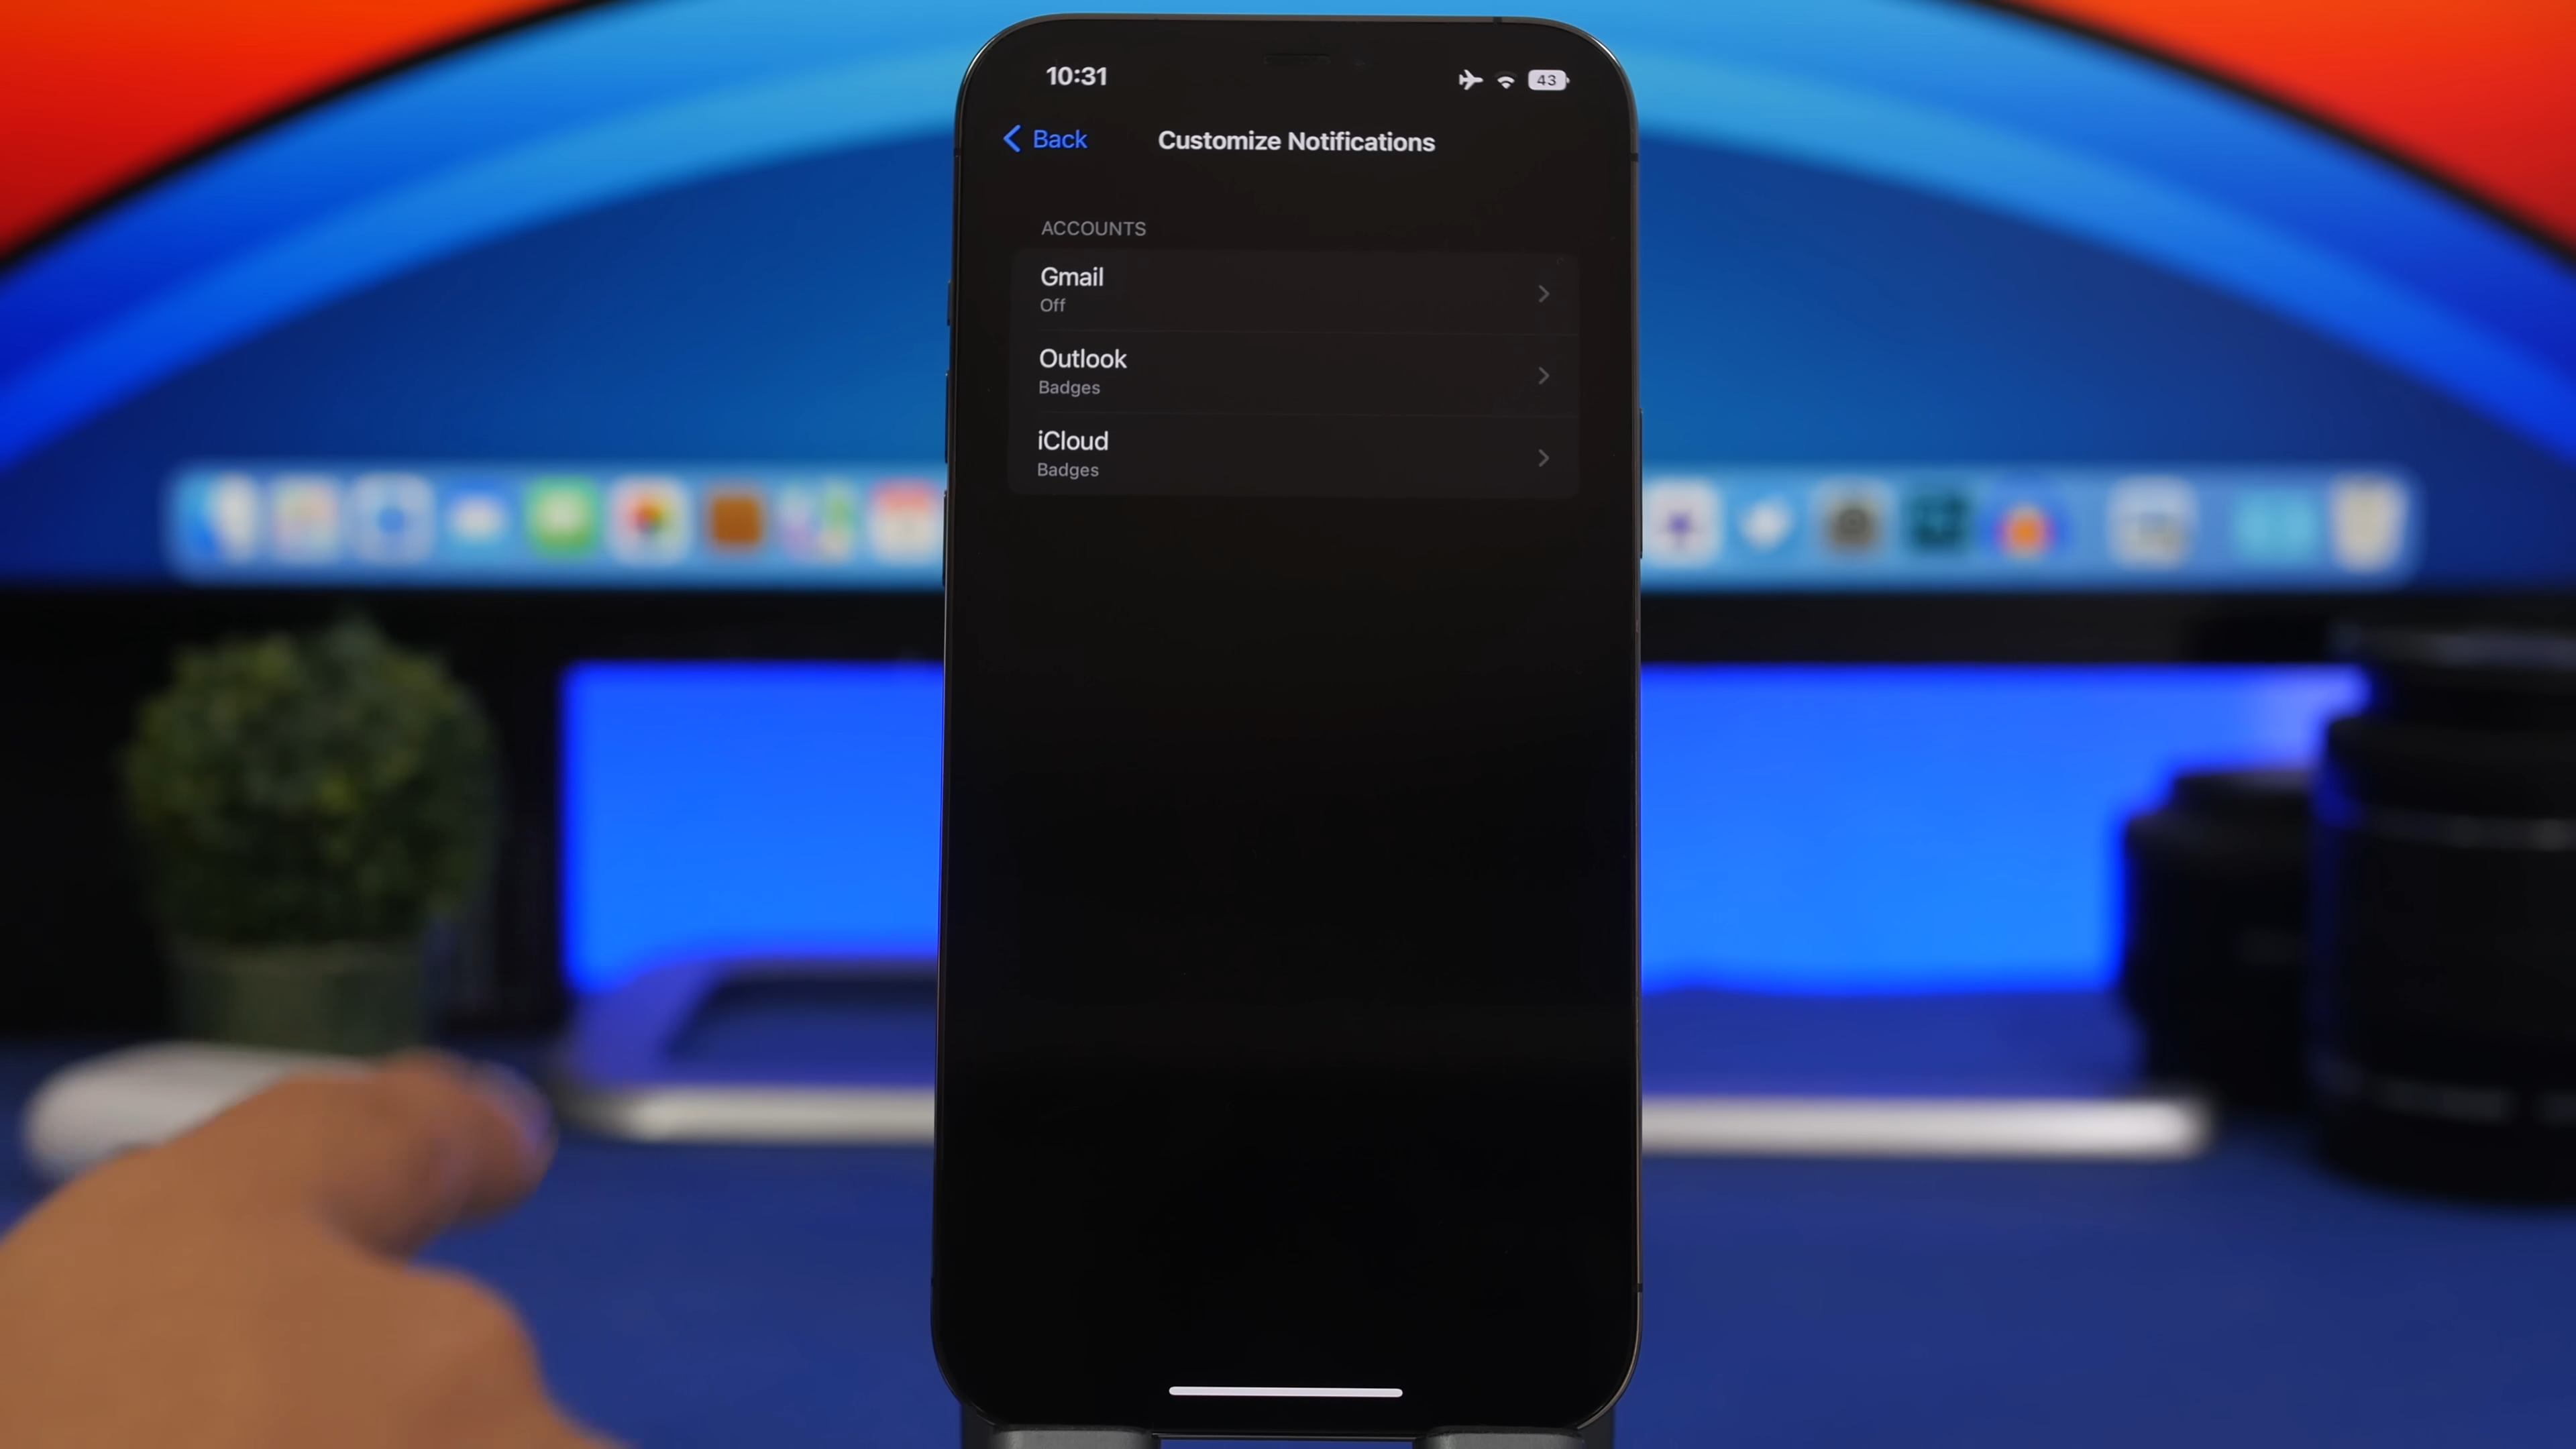 10:31
43
Back
Customize Notifications
ACCOUNTS
Gmail
Off
Outlook
Badges
iCloud
Badges